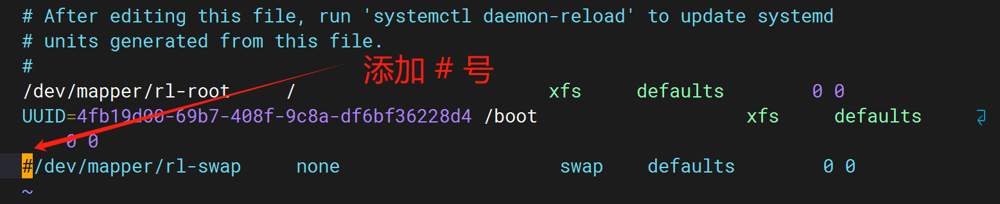 # After editing this file, run 'systemctl daemon-reload' to update systemd
# units generated from this file.
#
添加 # 号
/dev/mapper/rl-root / xfs defaults 0 0
UUID=4fb19d00-69b7-408f-9c8a-df6bf36228d4 /boot xfs defaults
0 0
#/dev/mapper/rl-swap none swap defaults 0 0
~